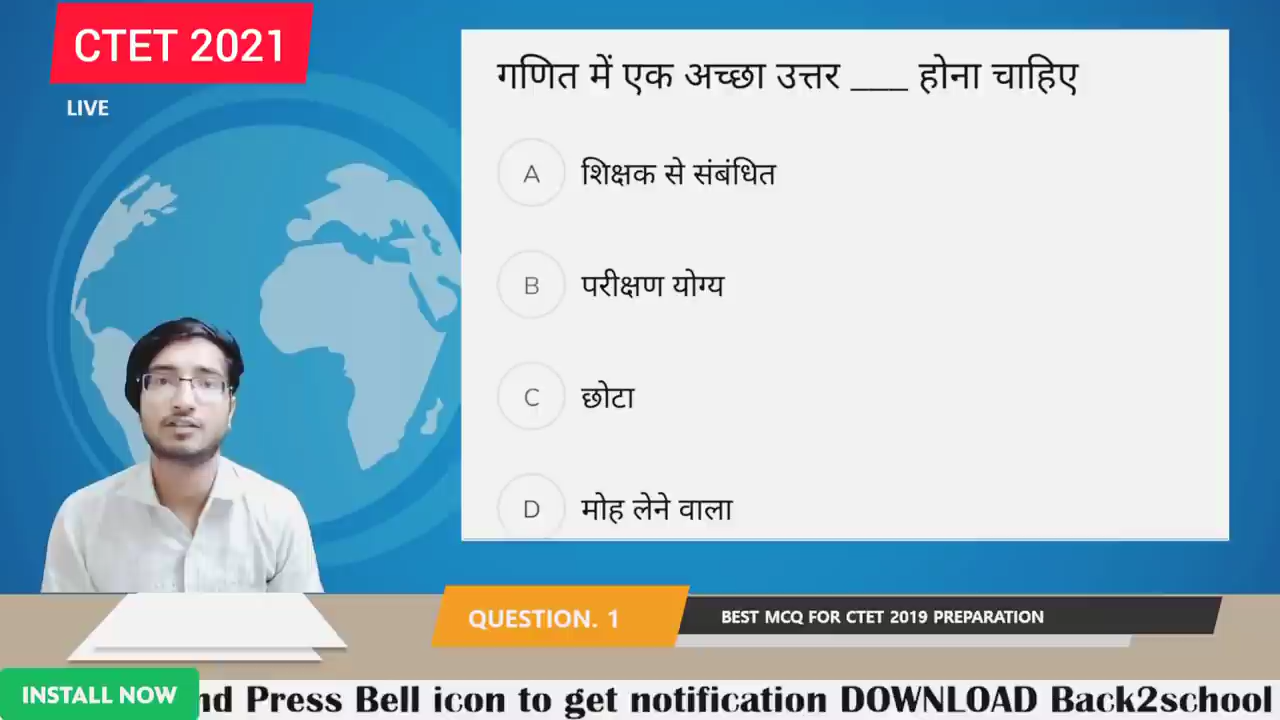 CTET 2021
LIVE
गणित में एक अच्छा उत्तर ___ होना चाहिए
A शिक्षक से संबंधित
B परीक्षण योग्य
C छोटा
D मोह लेने वाला
QUESTION. 1
BEST MCQ FOR CTET 2019 PREPARATION
INSTALL NOW
nd Press Bell icon to get notification DOWNLOAD Back2school